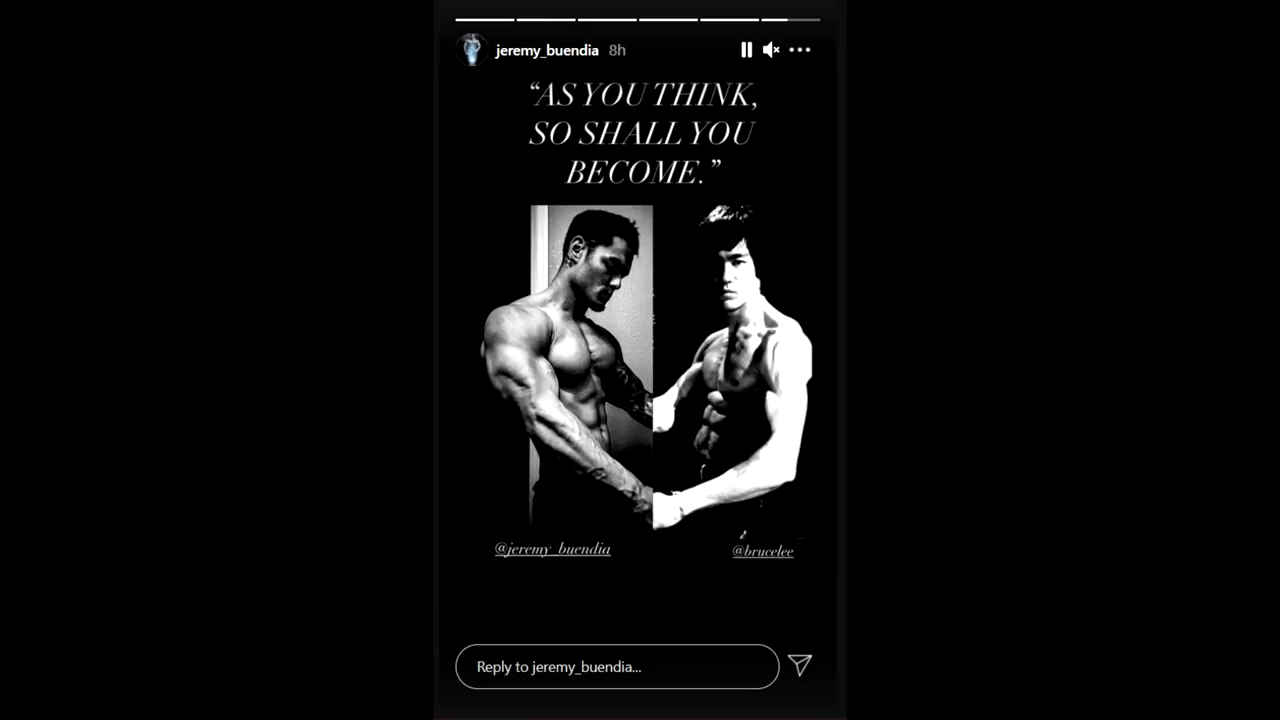 jeremy_buendia 8h
“AS YOU THINK,
SO SHALL YOU
BECOME.”
@jeremy_buendia @brucelee
Reply to jeremy_buendia...